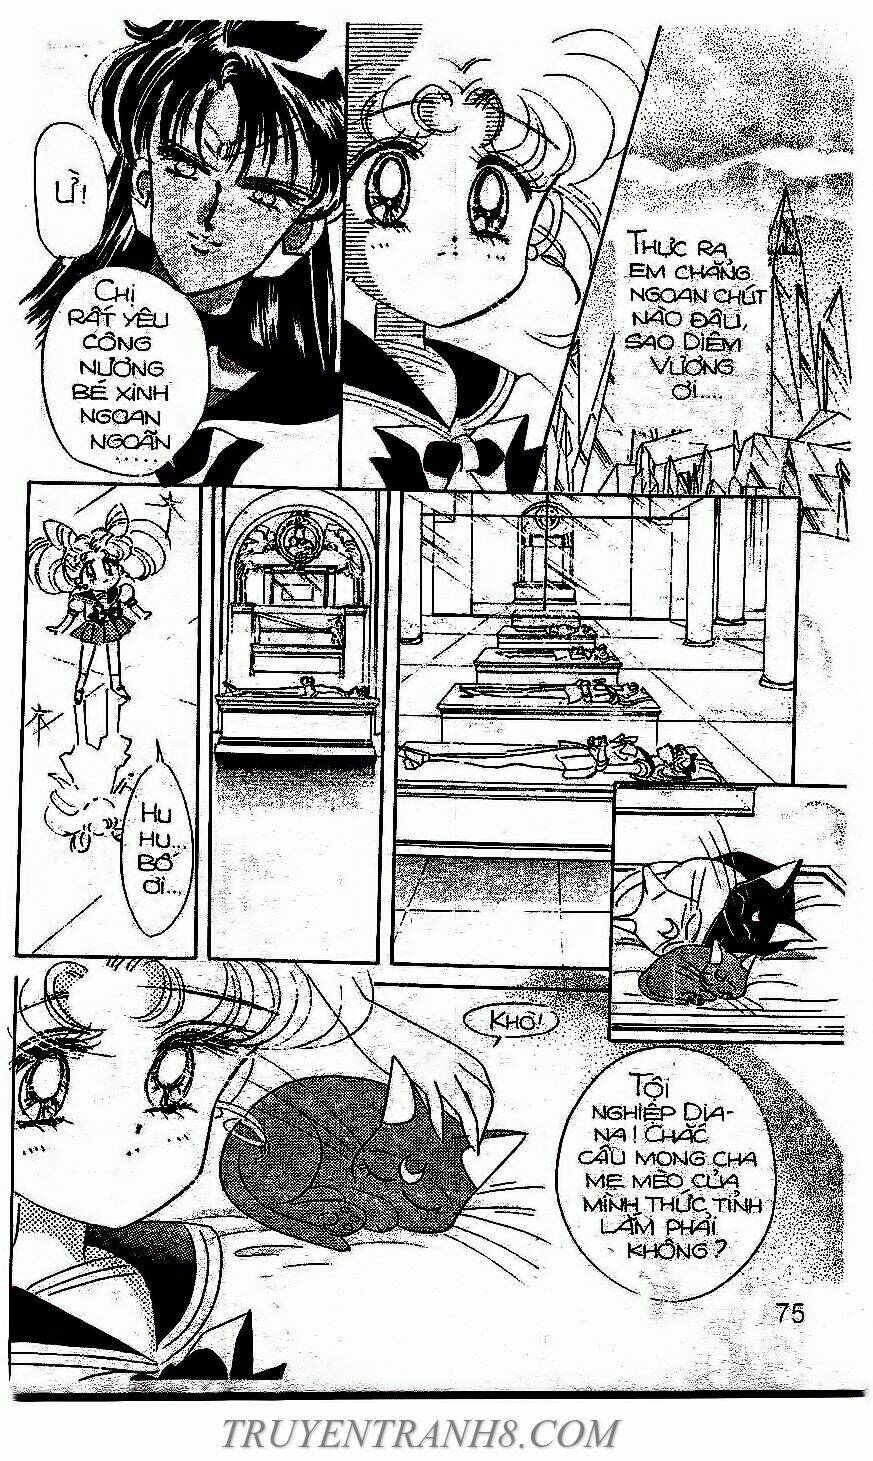 Ừ!
CHỊ
RẤT YÊU
CÔNG
NƯƠNG
BÉ XINH
NGOAN
NGOÃN
.....
THỰC RA
EM CHẲNG
NGOAN CHÚT
NÀO ĐÂU,
SAO DIÊM
VƯƠNG
ƠI....
HU
HU...
BỐ
ƠI...
KHỜ!
TỘI
NGHIỆP DIA-
NA! CHẮC
CẬU MONG CHA
MẸ MÈO CỦA
MÌNH THỨC TỈNH
LẮM PHẢI
KHÔNG?
75
TRUYENTRANH8.COM